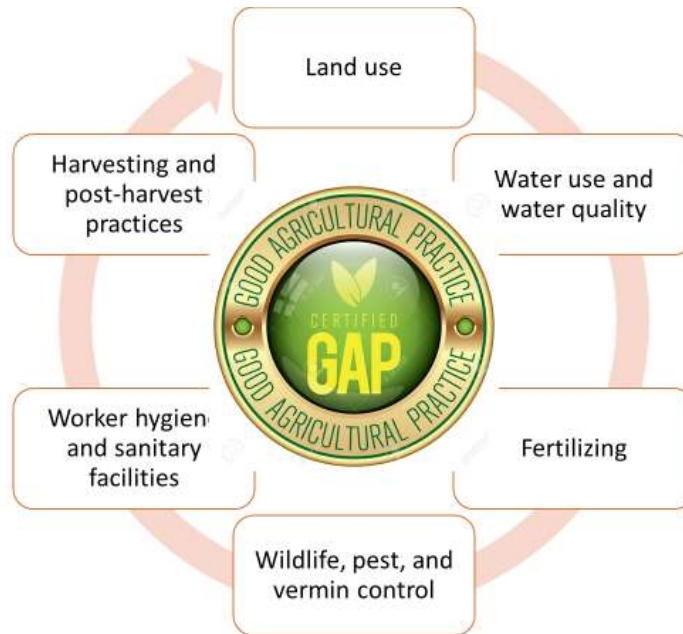 Land use
Water use and
water quality
Fertilizing
Wildlife, pest, and
vermin control
Worker hygien
and sanitary
facilities
Harvesting and
post-harvest
practices
GOOD AGRICULTURAL PRACTICE
CERTIFIED
GAP
GOOD AGRICULTURAL PRACTICE